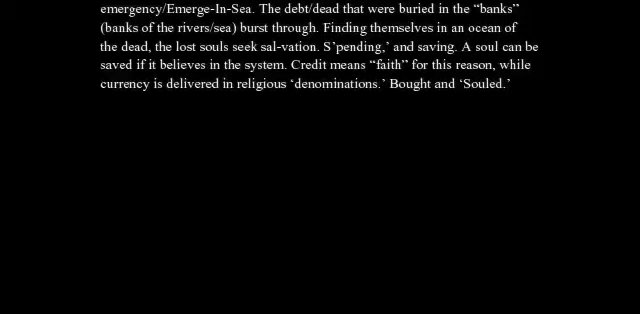 emergency/Emerge-In-Sea. The debt/dead that were buried in the “banks”
(banks of the rivers/sea) burst through. Finding themselves in an ocean of
the dead, the lost souls seek sal-vation. S’pending,’ and saving. A soul can be
saved if it believes in the system. Credit means “faith” for this reason, while
currency is delivered in religious ‘denominations.’ Bought and ‘Souled.’